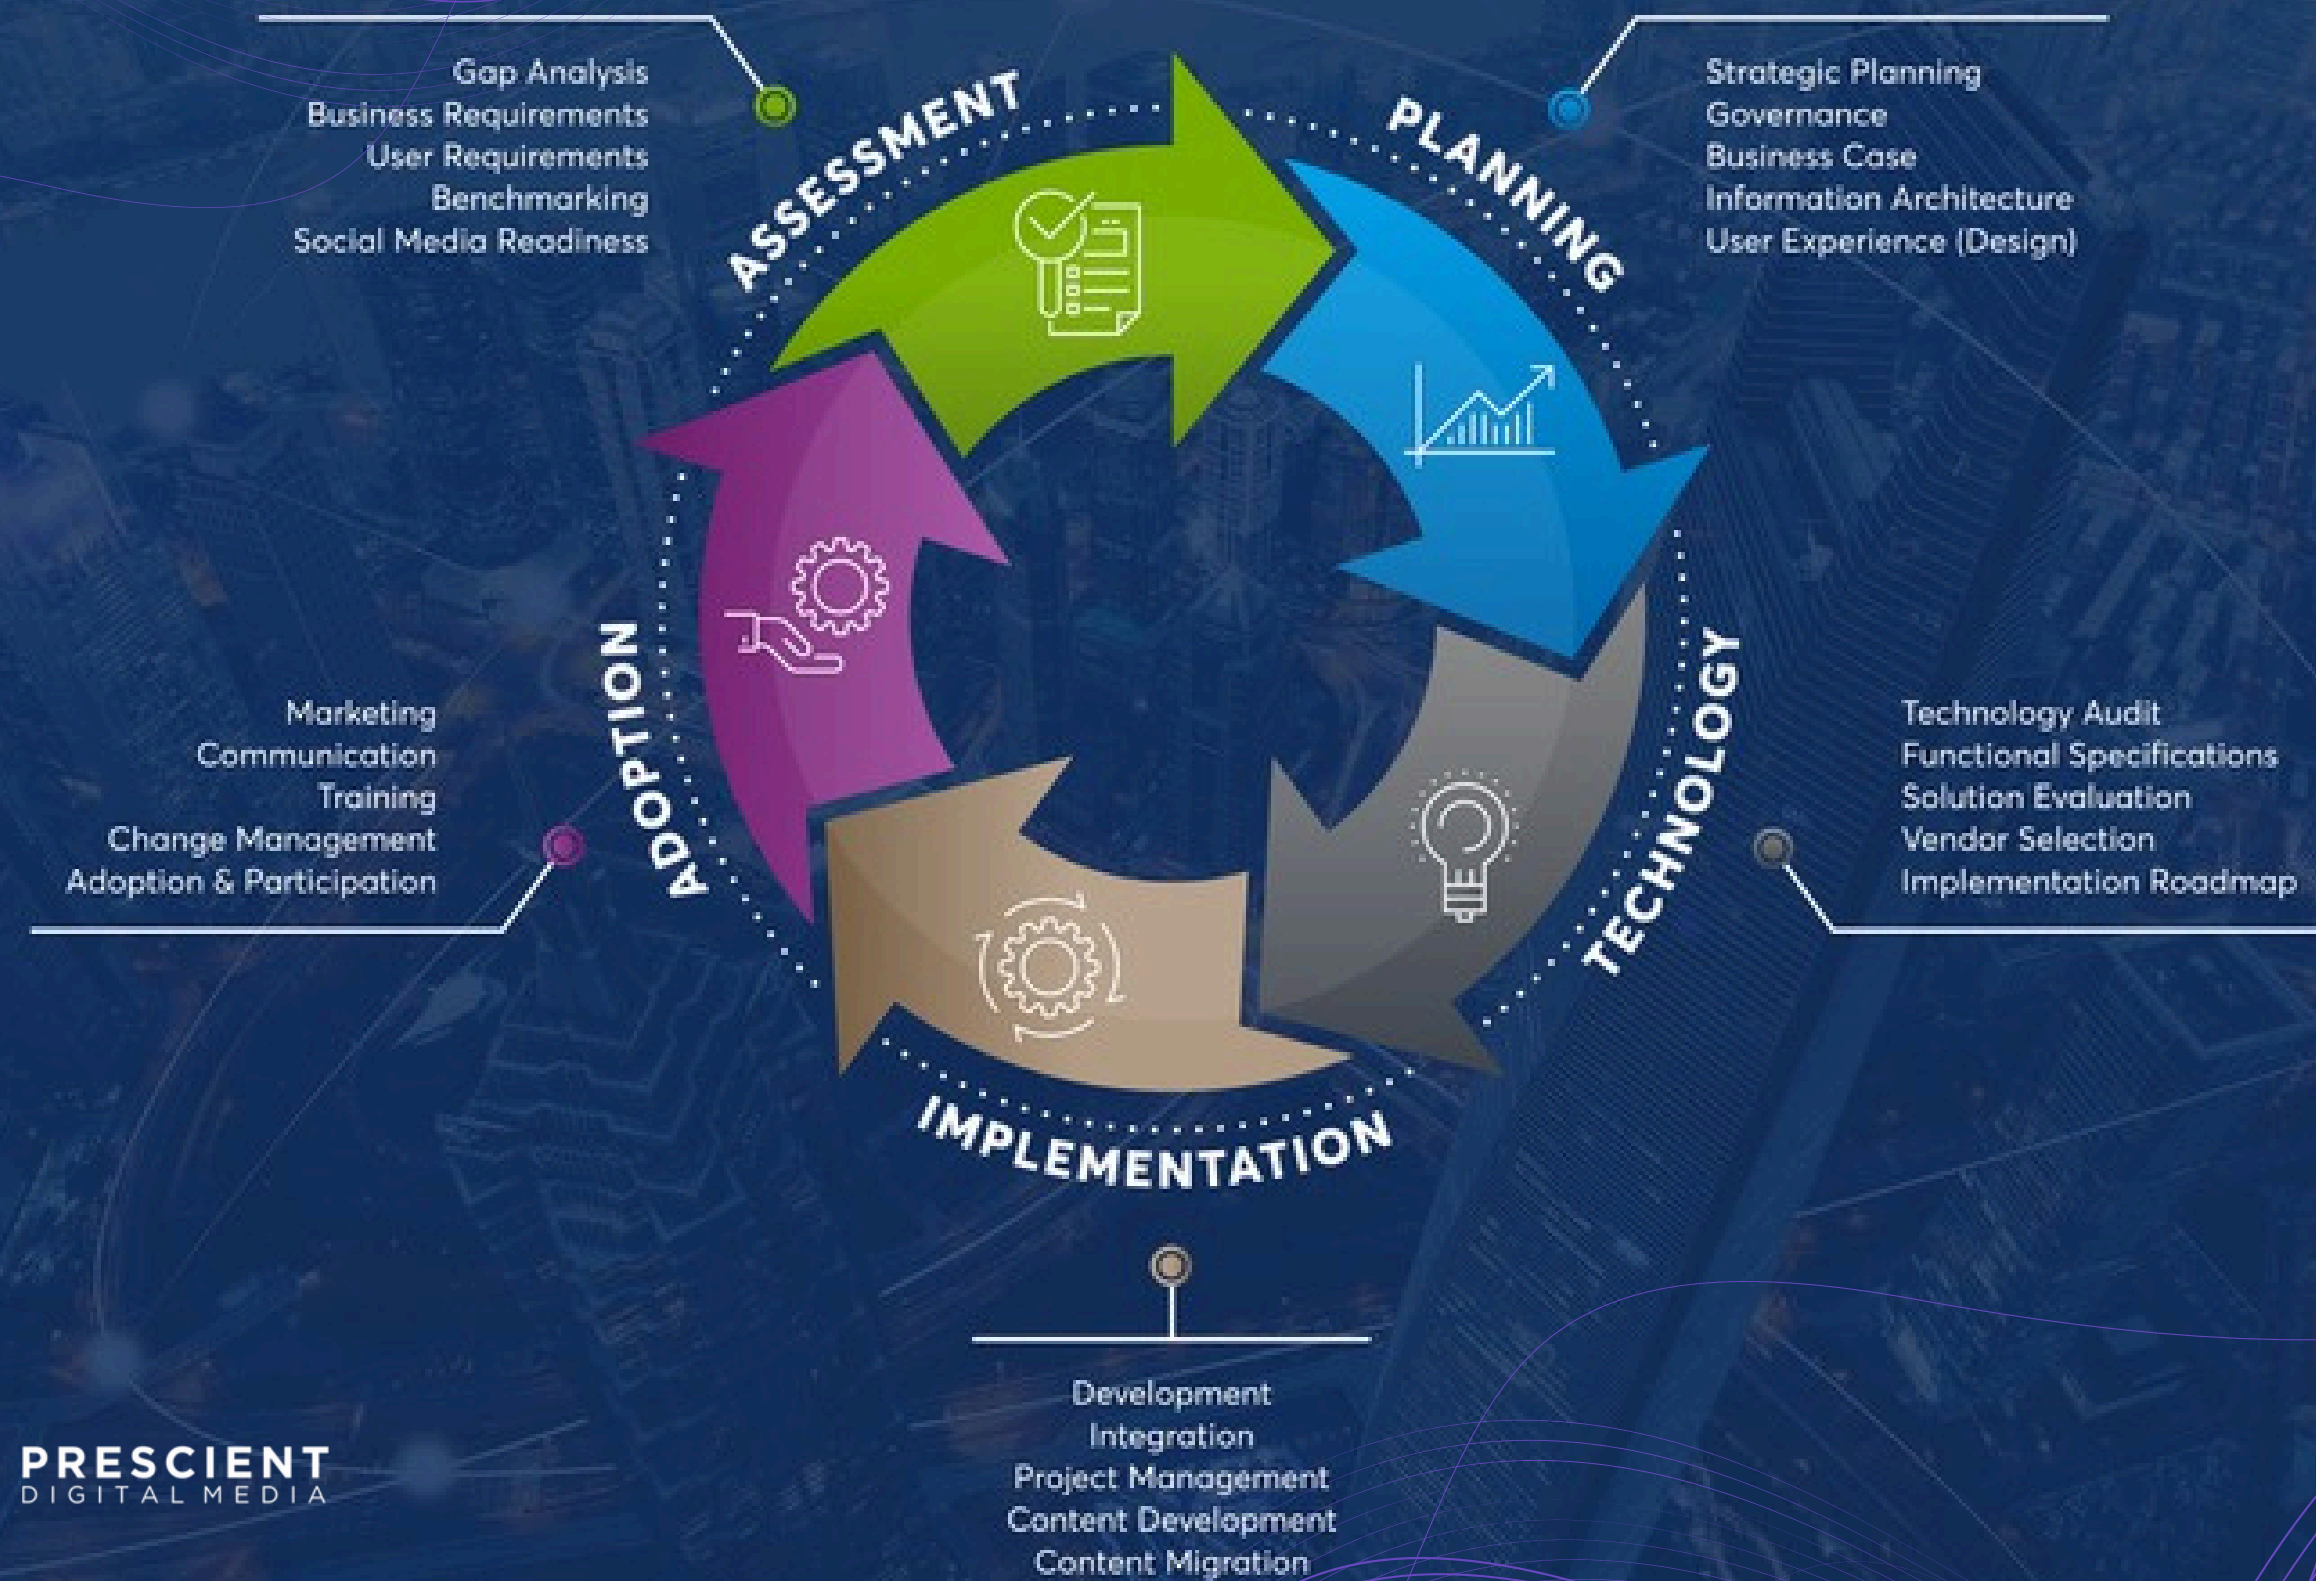 ASSESSMENT
Gap Analysis
Business Requirements
User Requirements
Benchmarking
Social Media Readiness
PLANNING
Strategic Planning
Governance
Business Case
Information Architecture
User Experience (Design)
TECHNOLOGY
Technology Audit
Functional Specifications
Solution Evaluation
Vendor Selection
Implementation Roadmap
IMPLEMENTATION
Development
Integration
Project Management
Content Development
Content Migration
ADOPTION
Marketing
Communication
Training
Change Management
Adoption & Participation
PRESCIENT
DIGITAL MEDIA